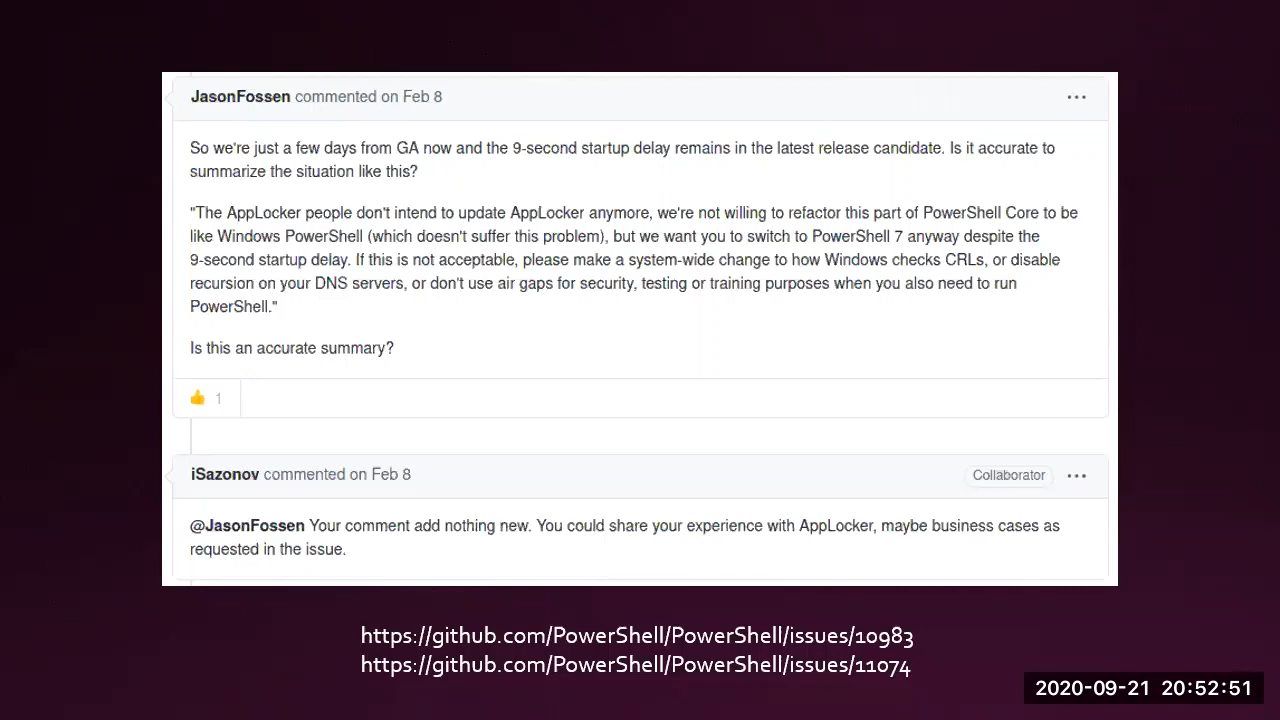 JasonFossen commented on Feb 8
So we're just a few days from GA now and the 9-second startup delay remains in the latest release candidate. Is it accurate to
summarize the situation like this?
"The AppLocker people don't intend to update AppLocker anymore, we're not willing to refactor this part of PowerShell Core to be
like Windows PowerShell (which doesn't suffer this problem), but we want you to switch to PowerShell 7 anyway despite the
9-second startup delay. If this is not acceptable, please make a system-wide change to how Windows checks CRLs, or disable
recursion on your DNS servers, or don't use air gaps for security, testing or training purposes when you also need to run
PowerShell."
Is this an accurate summary?
👍 1
iSazonov commented on Feb 8 Collaborator
@JasonFossen Your comment add nothing new. You could share your experience with AppLocker, maybe business cases as
requested in the issue.
https://github.com/PowerShell/PowerShell/issues/10983
https://github.com/PowerShell/PowerShell/issues/11074
2020-09-21 20:52:51